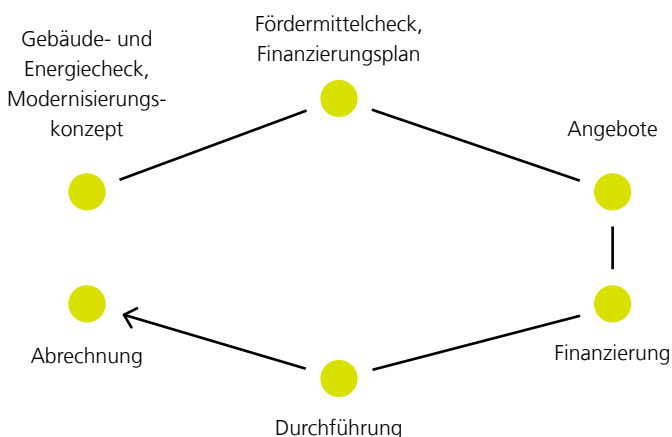 Gebäude- und
Energiecheck,
Modernisierungs-
konzept
Fördermittelcheck,
Finanzierungsplan
Angebote
Finanzierung
Durchführung
Abrechnung